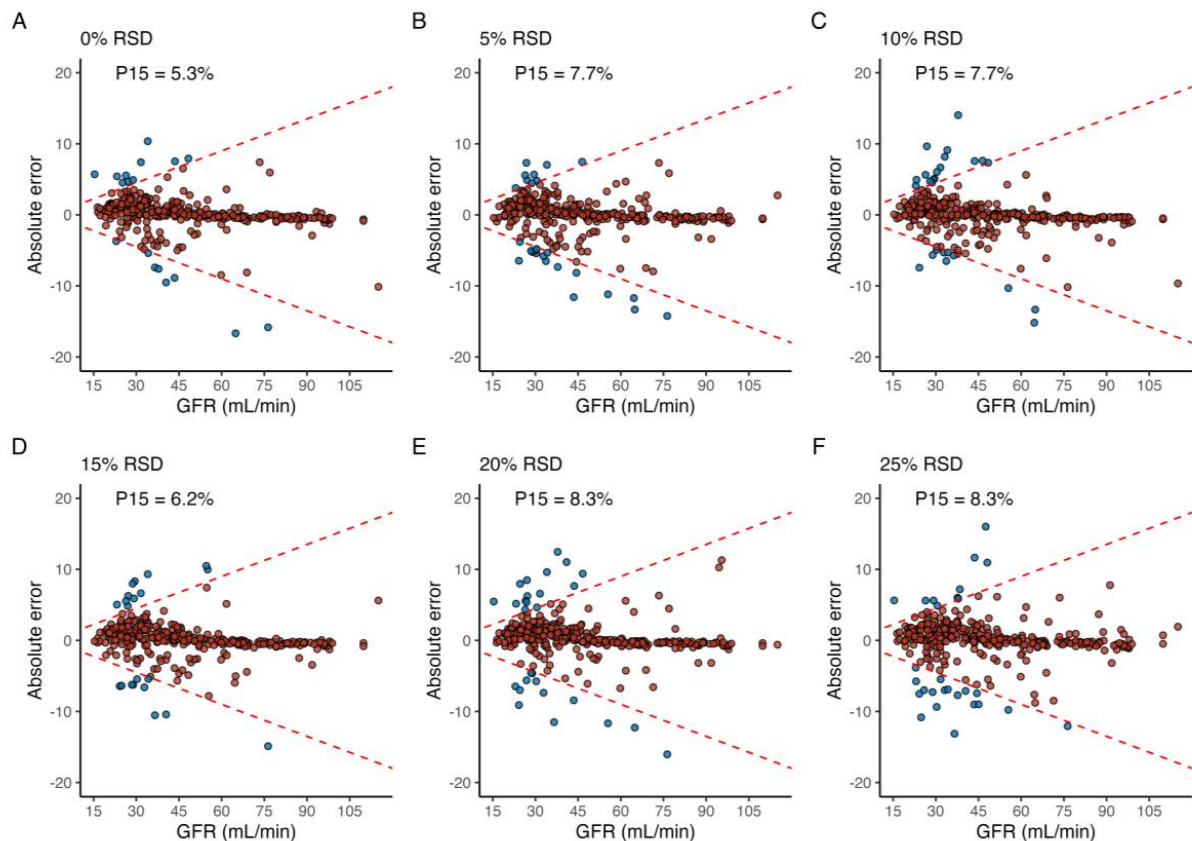 A
0% RSD
P15 = 5.3%
20
10
0
-10
-20
Absolute error
15 30 45 60 75 90 105
GFR (mL/min)
B
5% RSD
P15 = 7.7%
20
10
0
-10
-20
Absolute error
15 30 45 60 75 90 105
GFR (mL/min)
C
10% RSD
P15 = 7.7%
20
10
0
-10
-20
Absolute error
15 30 45 60 75 90 105
GFR (mL/min)
D
15% RSD
P15 = 6.2%
20
10
0
-10
-20
Absolute error
15 30 45 60 75 90 105
GFR (mL/min)
E
20% RSD
P15 = 8.3%
20
10
0
-10
-20
Absolute error
15 30 45 60 75 90 105
GFR (mL/min)
F
25% RSD
P15 = 8.3%
20
10
0
-10
-20
Absolute error
15 30 45 60 75 90 105
GFR (mL/min)